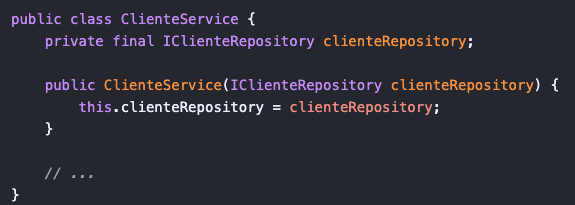 public class ClienteService {
    private final IClienteRepository clienteRepository;

    public ClienteService(IClienteRepository clienteRepository) {
        this.clienteRepository = clienteRepository;
    }

    // ...
}